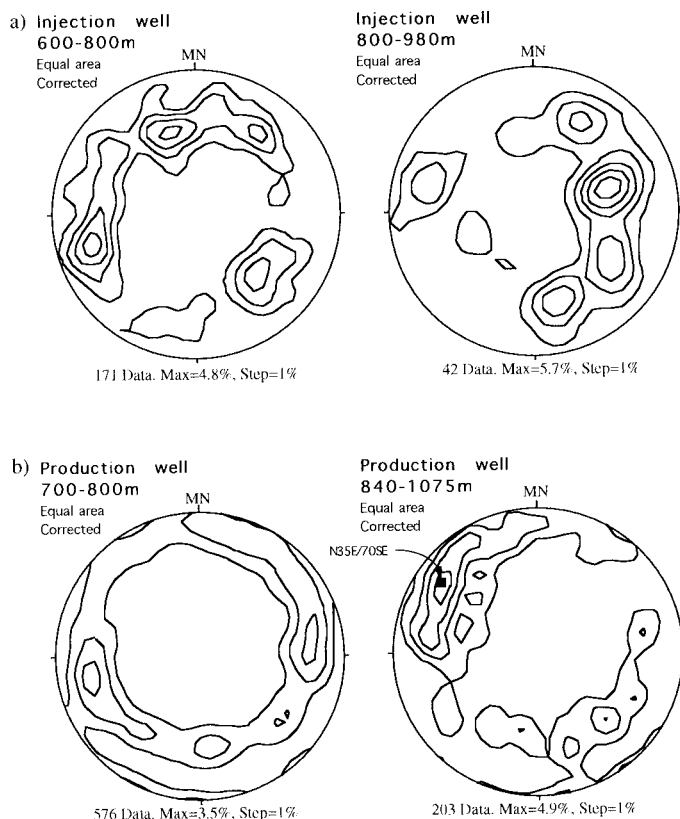 a) Injection well
600-800m
Equal area
Corrected
MN
171 Data. Max=4.8%, Step=1%
Injection well
800-980m
Equal area
Corrected
MN
42 Data. Max=5.7%, Step=1%
b) Production well
700-800m
Equal area
Corrected
MN
576 Data. Max=3.5%, Step=1%
Production well
840-1075m
Equal area
Corrected
MN
N35E/70SE
203 Data. Max=4.9%, Step=1%